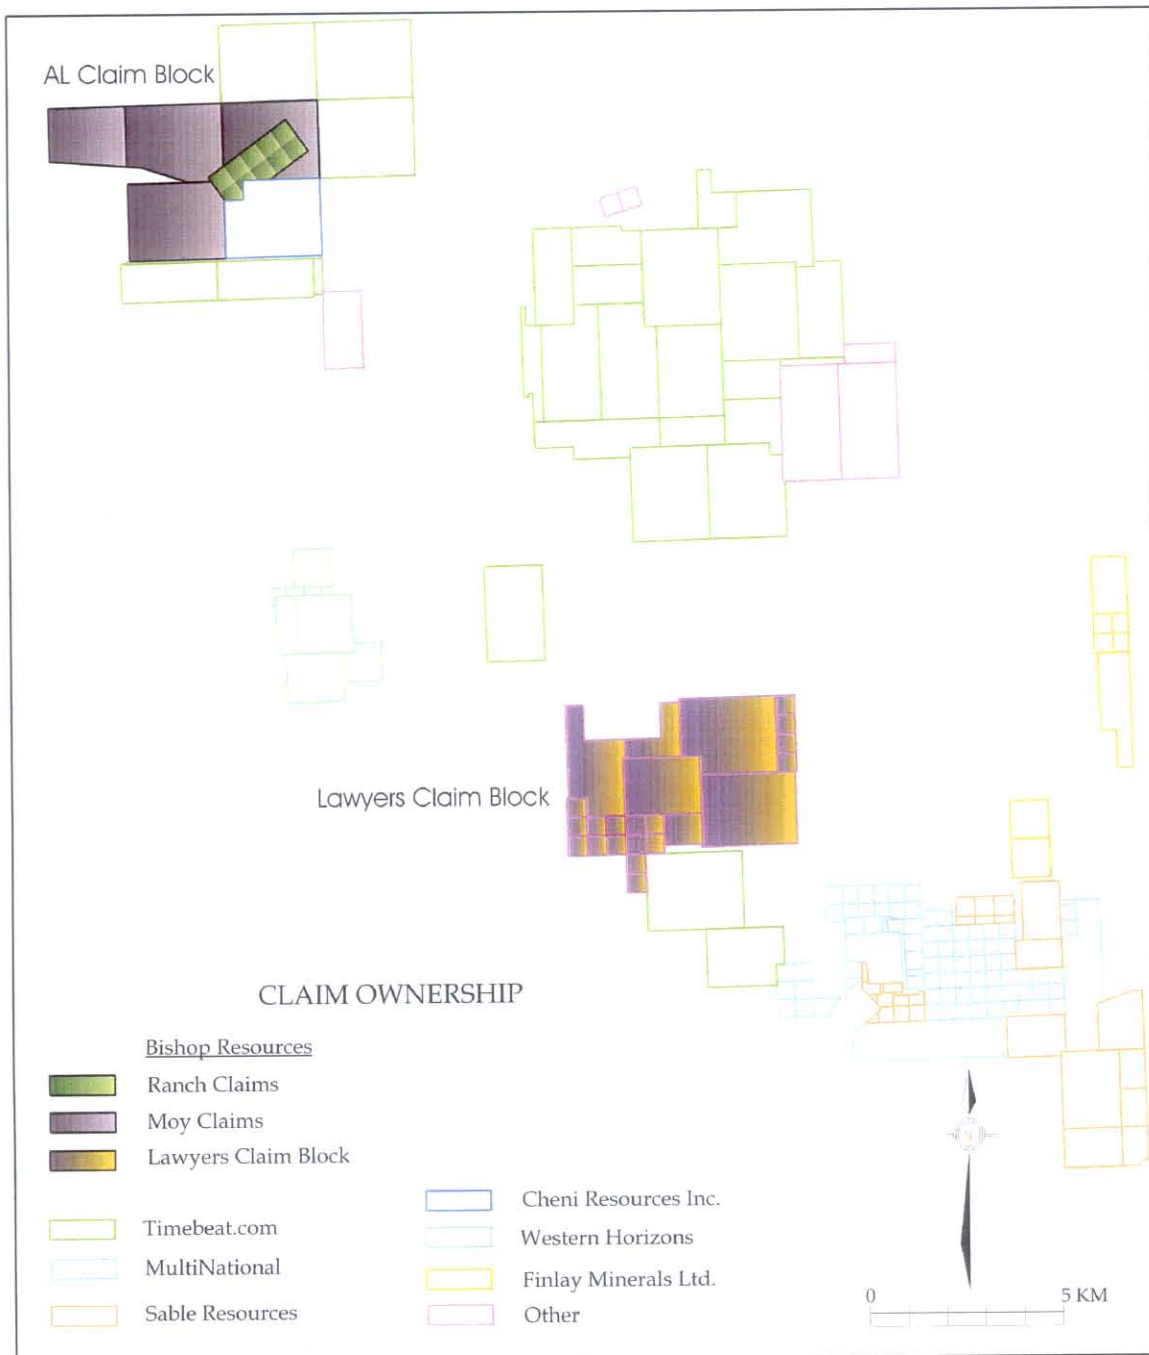 AL Claim Block
Lawyers Claim Block
CLAIM OWNERSHIP
Bishop Resources
Ranch Claims
Moy Claims
Lawyers Claim Block
Timebeat.com
MultiNational
Sable Resources
Cheni Resources Inc.
Western Horizons
Finlay Minerals Ltd.
Other
N
0 5 KM